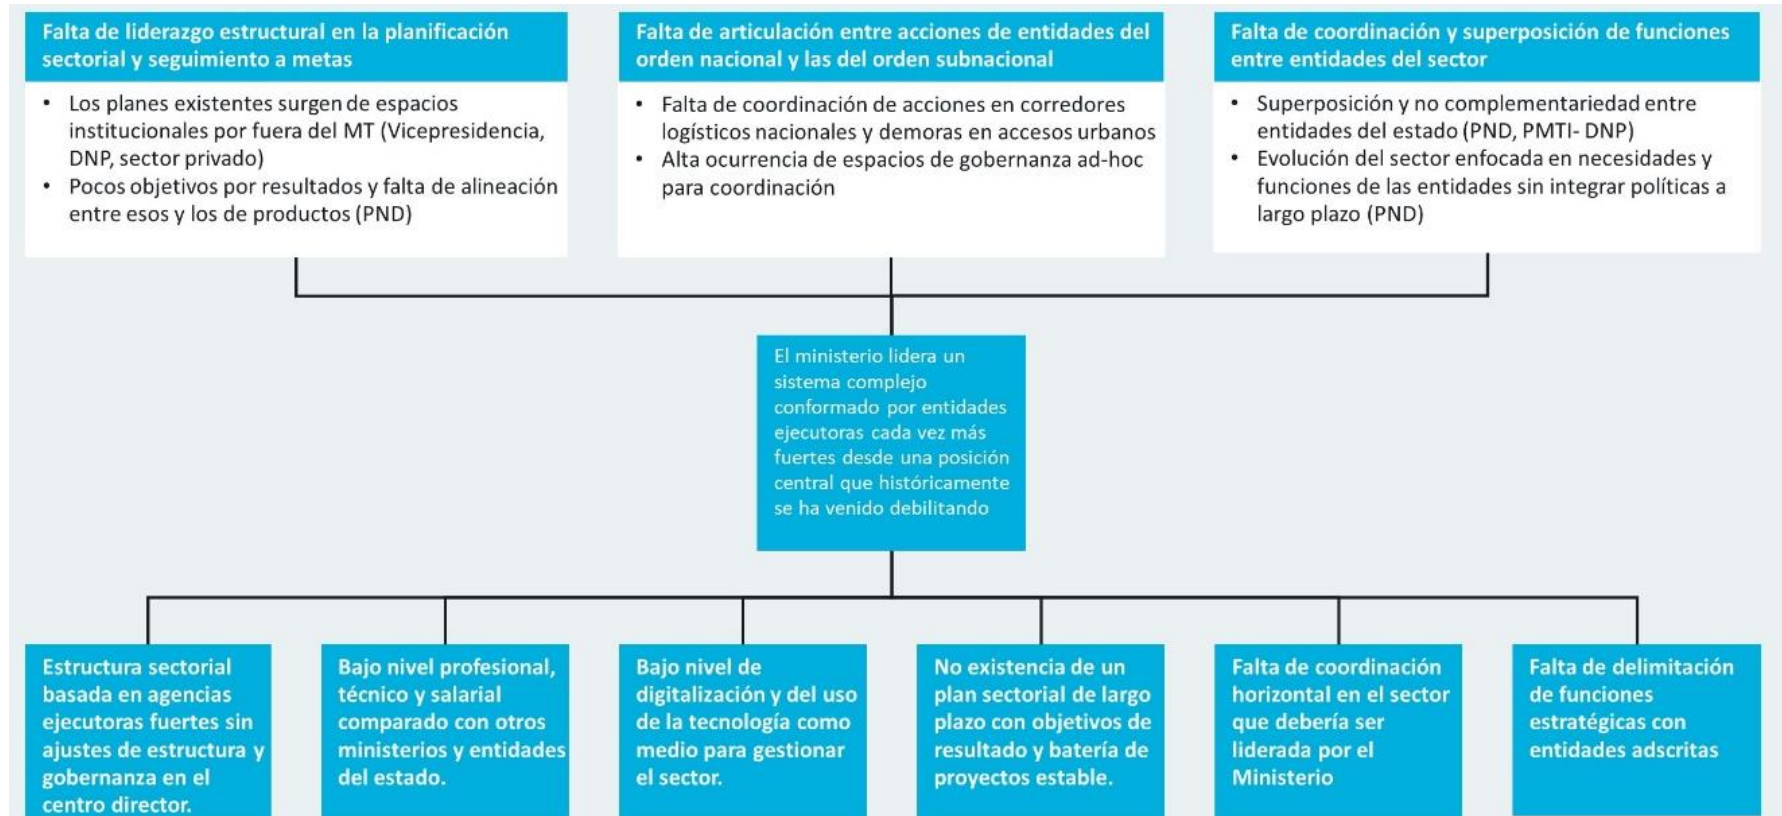 Falta de liderazgo estructural en la planificación
sectorial y seguimiento a metas
• Los planes existentes surgen de espacios
institucionales por fuera del MT (Vicepresidencia,
DNP, sector privado)
• Pocos objetivos por resultados y falta de alineación
entre esos y los de productos (PND)
Falta de articulación entre acciones de entidades del
orden nacional y las del orden subnacional
• Falta de coordinación de acciones en corredores
logísticos nacionales y demoras en accesos urbanos
• Alta ocurrencia de espacios de gobernanza ad-hoc
para coordinación
Falta de coordinación y superposición de funciones
entre entidades del sector
• Superposición y no complementariedad entre
entidades del estado (PND, PMTI- DNP)
• Evolución del sector enfocada en necesidades y
funciones de las entidades sin integrar políticas a
largo plazo (PND)
El ministerio lidera un
sistema complejo
conformado por entidades
ejecutoras cada vez más
fuertes desde una posición
central que históricamente
se ha venido debilitando
Estructura sectorial
basada en agencias
ejecutoras fuertes sin
ajustes de estructura y
gobernanza en el
centro director.
Bajo nivel profesional,
técnico y salarial
comparado con otros
ministerios y entidades
del estado.
Bajo nivel de
digitalización y del uso
de la tecnología como
medio para gestionar
el sector.
No existencia de un
plan sectorial de largo
plazo con objetivos de
resultado y batería de
proyectos estable.
Falta de coordinación
horizontal en el sector
que debería ser
liderada por el
Ministerio
Falta de delimitación
de funciones
estratégicas con
entidades adscritas